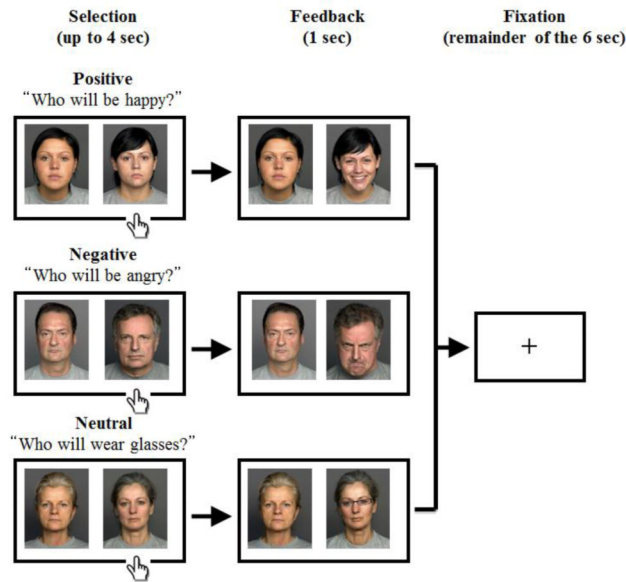 Selection
(up to 4 sec)
Feedback
(1 sec)
Fixation
(remainder of the 6 sec)
Positive
“Who will be happy?”
Negative
“Who will be angry?”
+
Neutral
“Who will wear glasses?”